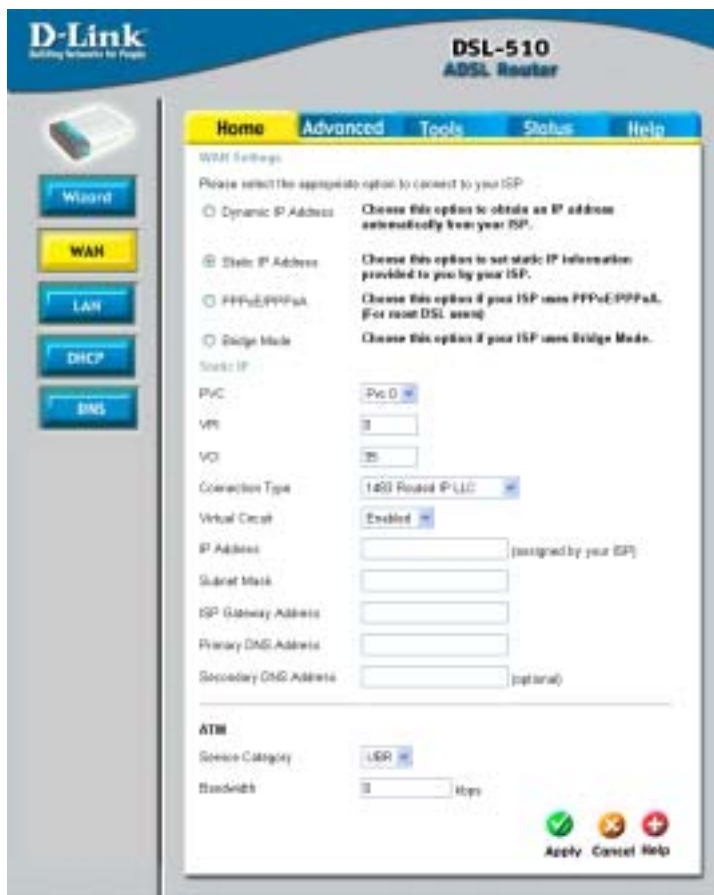 D-Link
Building Networks for People
DSL-510
ADSL Router
Home Advanced Tools Status Help
Wizard
WAN
LAN
DHCP
DNS
WAN Settings
Please select the appropriate option to connect to your ISP
Dynamic IP Address Choose this option to obtain an IP address
automatically from your ISP.
Static IP Address Choose this option to set static IP information
provided to you by your ISP.
PPPoE/PPPoA Choose this option if your ISP uses PPPoE/PPPoA.
(For most DSL users)
Bridge Mode Choose this option if your ISP uses Bridge Mode.
Static IP
PVC Pvc 0
VPI
VCI 35
Connection Type 1483 Routed IP LLC
Virtual Circuit Enabled
IP Address (assigned by your ISP)
Subnet Mask
ISP Gateway Address
Primary DNS Address
Secondary DNS Address (optional)
ATM
Service Category UBR
Bandwidth kbps
Apply Cancel Help